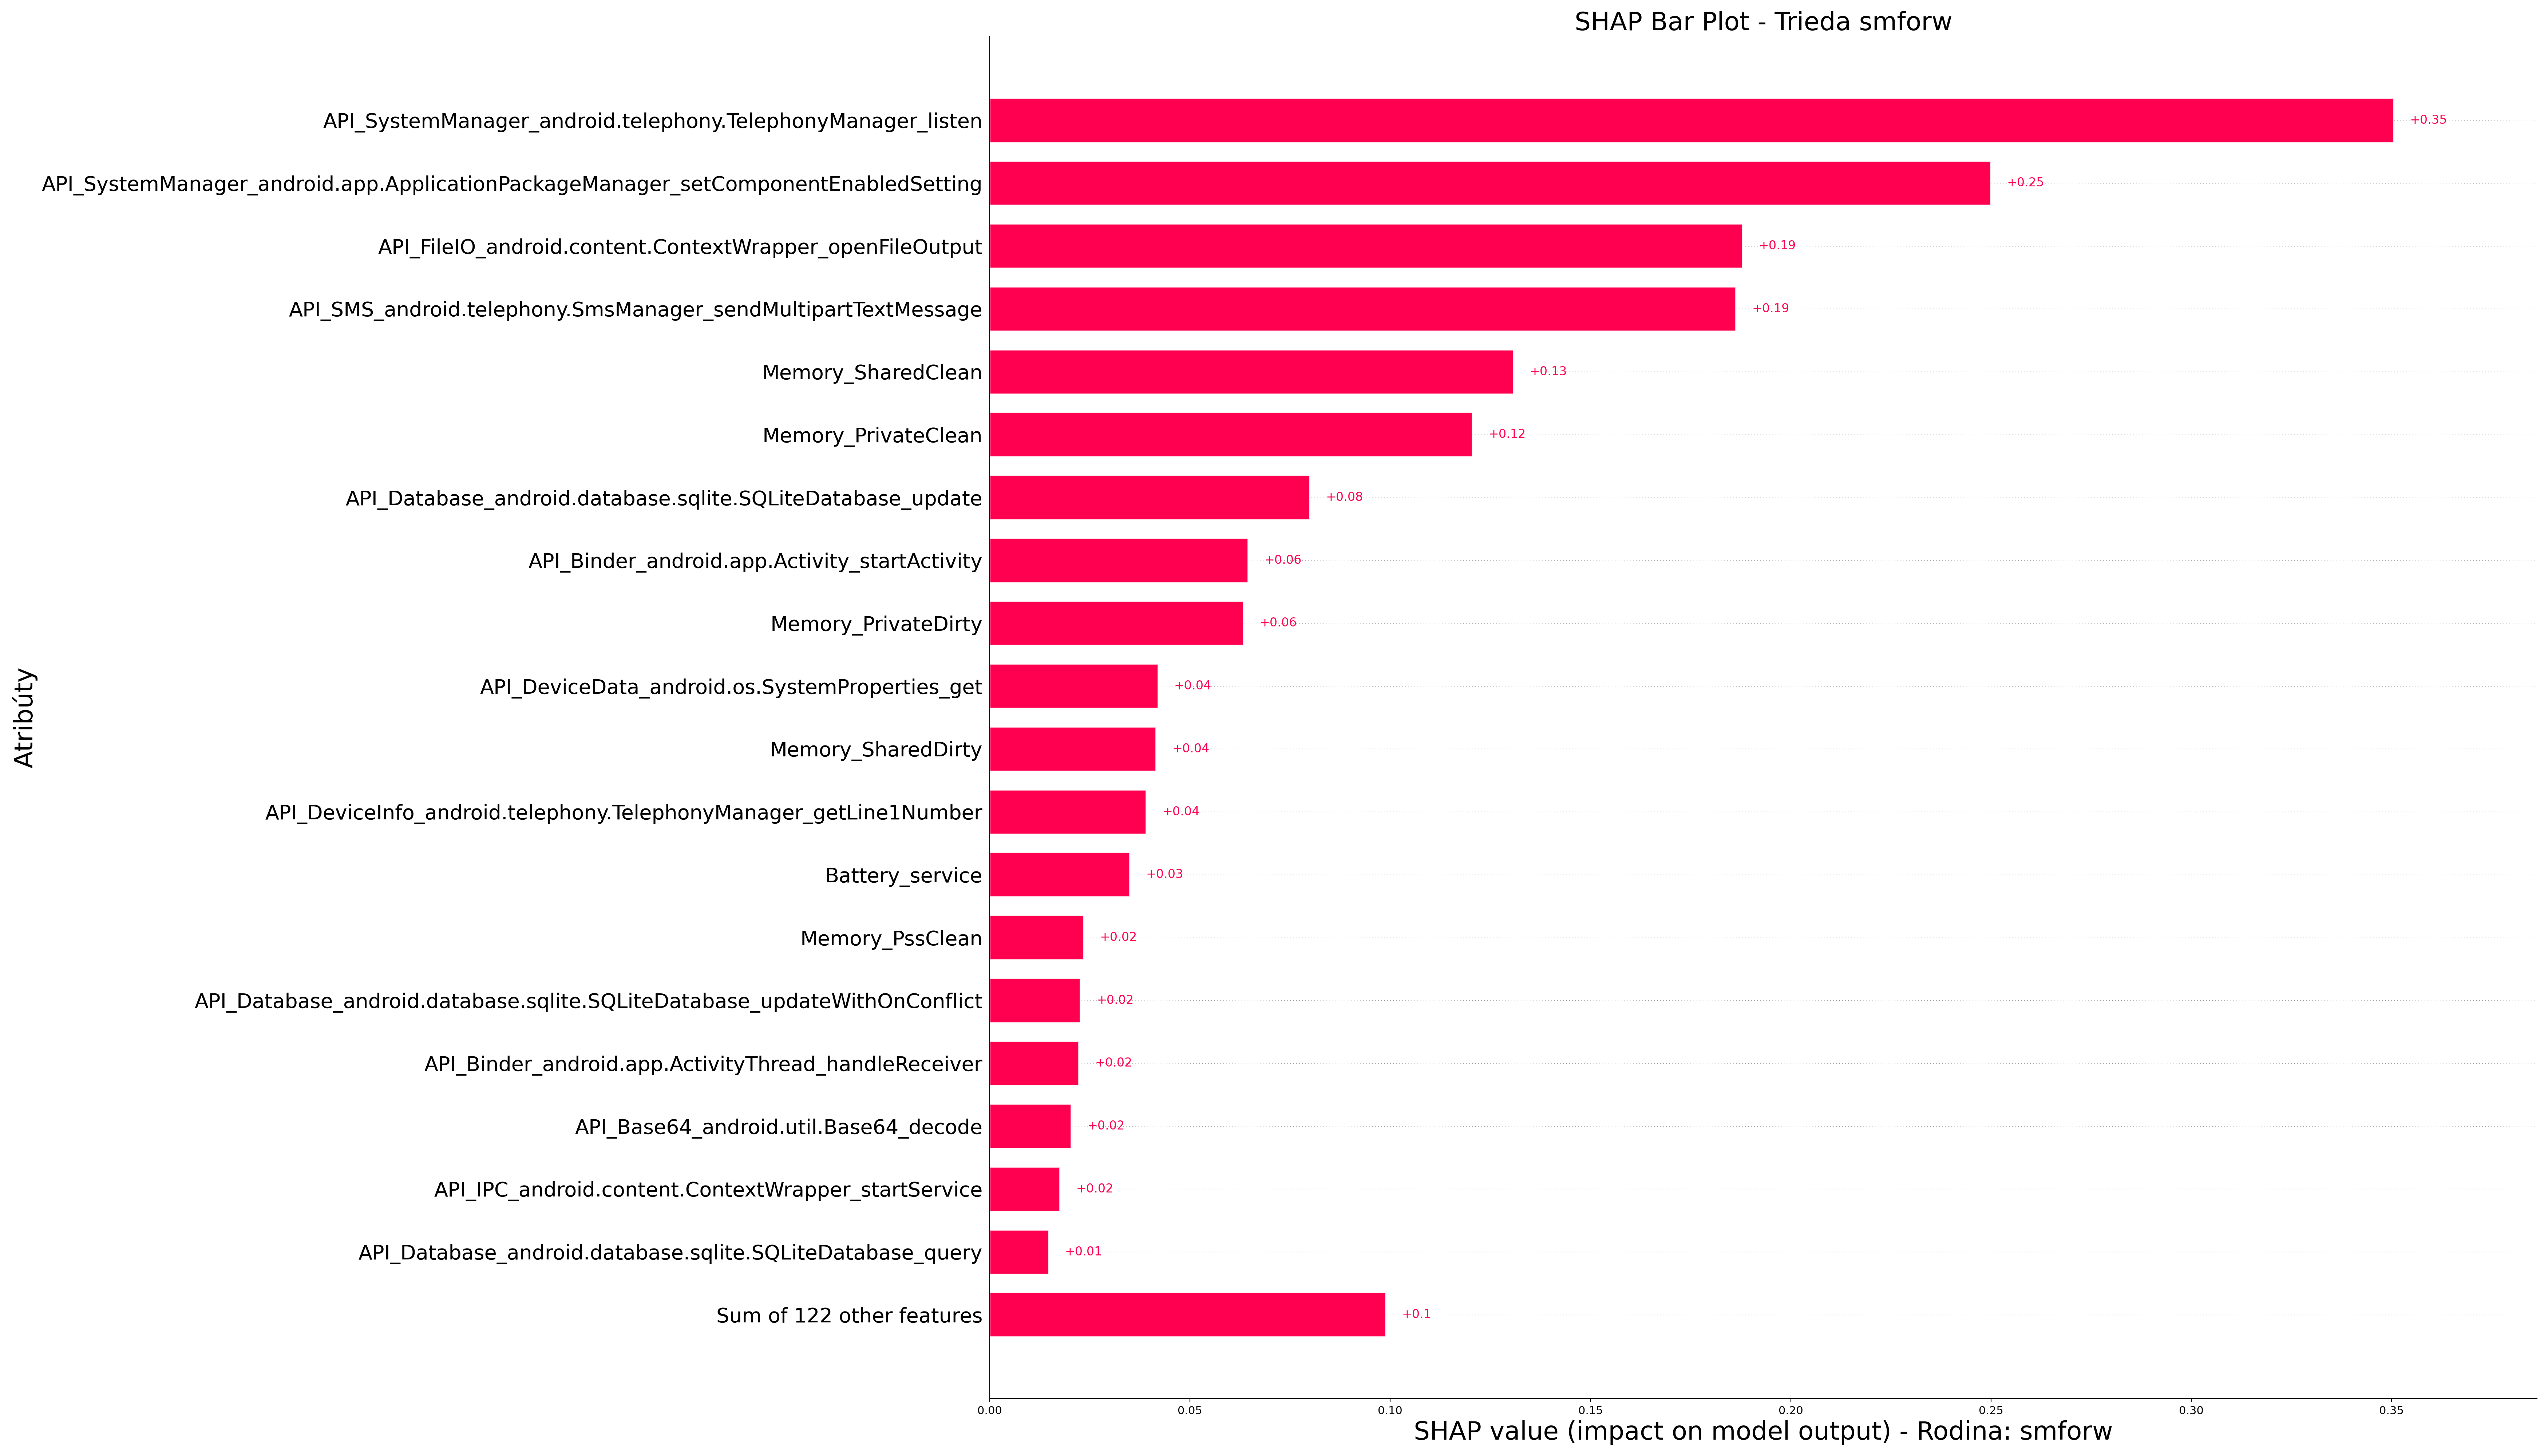 SHAP Bar Plot - Trieda smforw
API_SystemManager_android.telephony.TelephonyManager_listen +0.35
API_SystemManager_android.app.ApplicationPackageManager_setComponentEnabledSetting +0.25
API_FileIO_android.content.ContextWrapper_openFileOutput +0.19
API_SMS_android.telephony.SmsManager_sendMultipartTextMessage +0.19
Memory_SharedClean +0.13
Memory_PrivateClean +0.12
API_Database_android.database.sqlite.SQLiteDatabase_update +0.08
API_Binder_android.app.Activity_startActivity +0.06
Memory_PrivateDirty +0.06
API_DeviceData_android.os.SystemProperties_get +0.04
Memory_SharedDirty +0.04
API_DeviceInfo_android.telephony.TelephonyManager_getLine1Number +0.04
Battery_service +0.03
Memory_PssClean +0.02
API_Database_android.database.sqlite.SQLiteDatabase_updateWithOnConflict +0.02
API_Binder_android.app.ActivityThread_handleReceiver +0.02
API_Base64_android.util.Base64_decode +0.02
API_IPC_android.content.ContextWrapper_startService +0.02
API_Database_android.database.sqlite.SQLiteDatabase_query +0.01
Sum of 122 other features +0.1
Atribúty
0.00 0.05 0.10 0.15 0.20 0.25 0.30 0.35
SHAP value (impact on model output) - Rodina: smforw